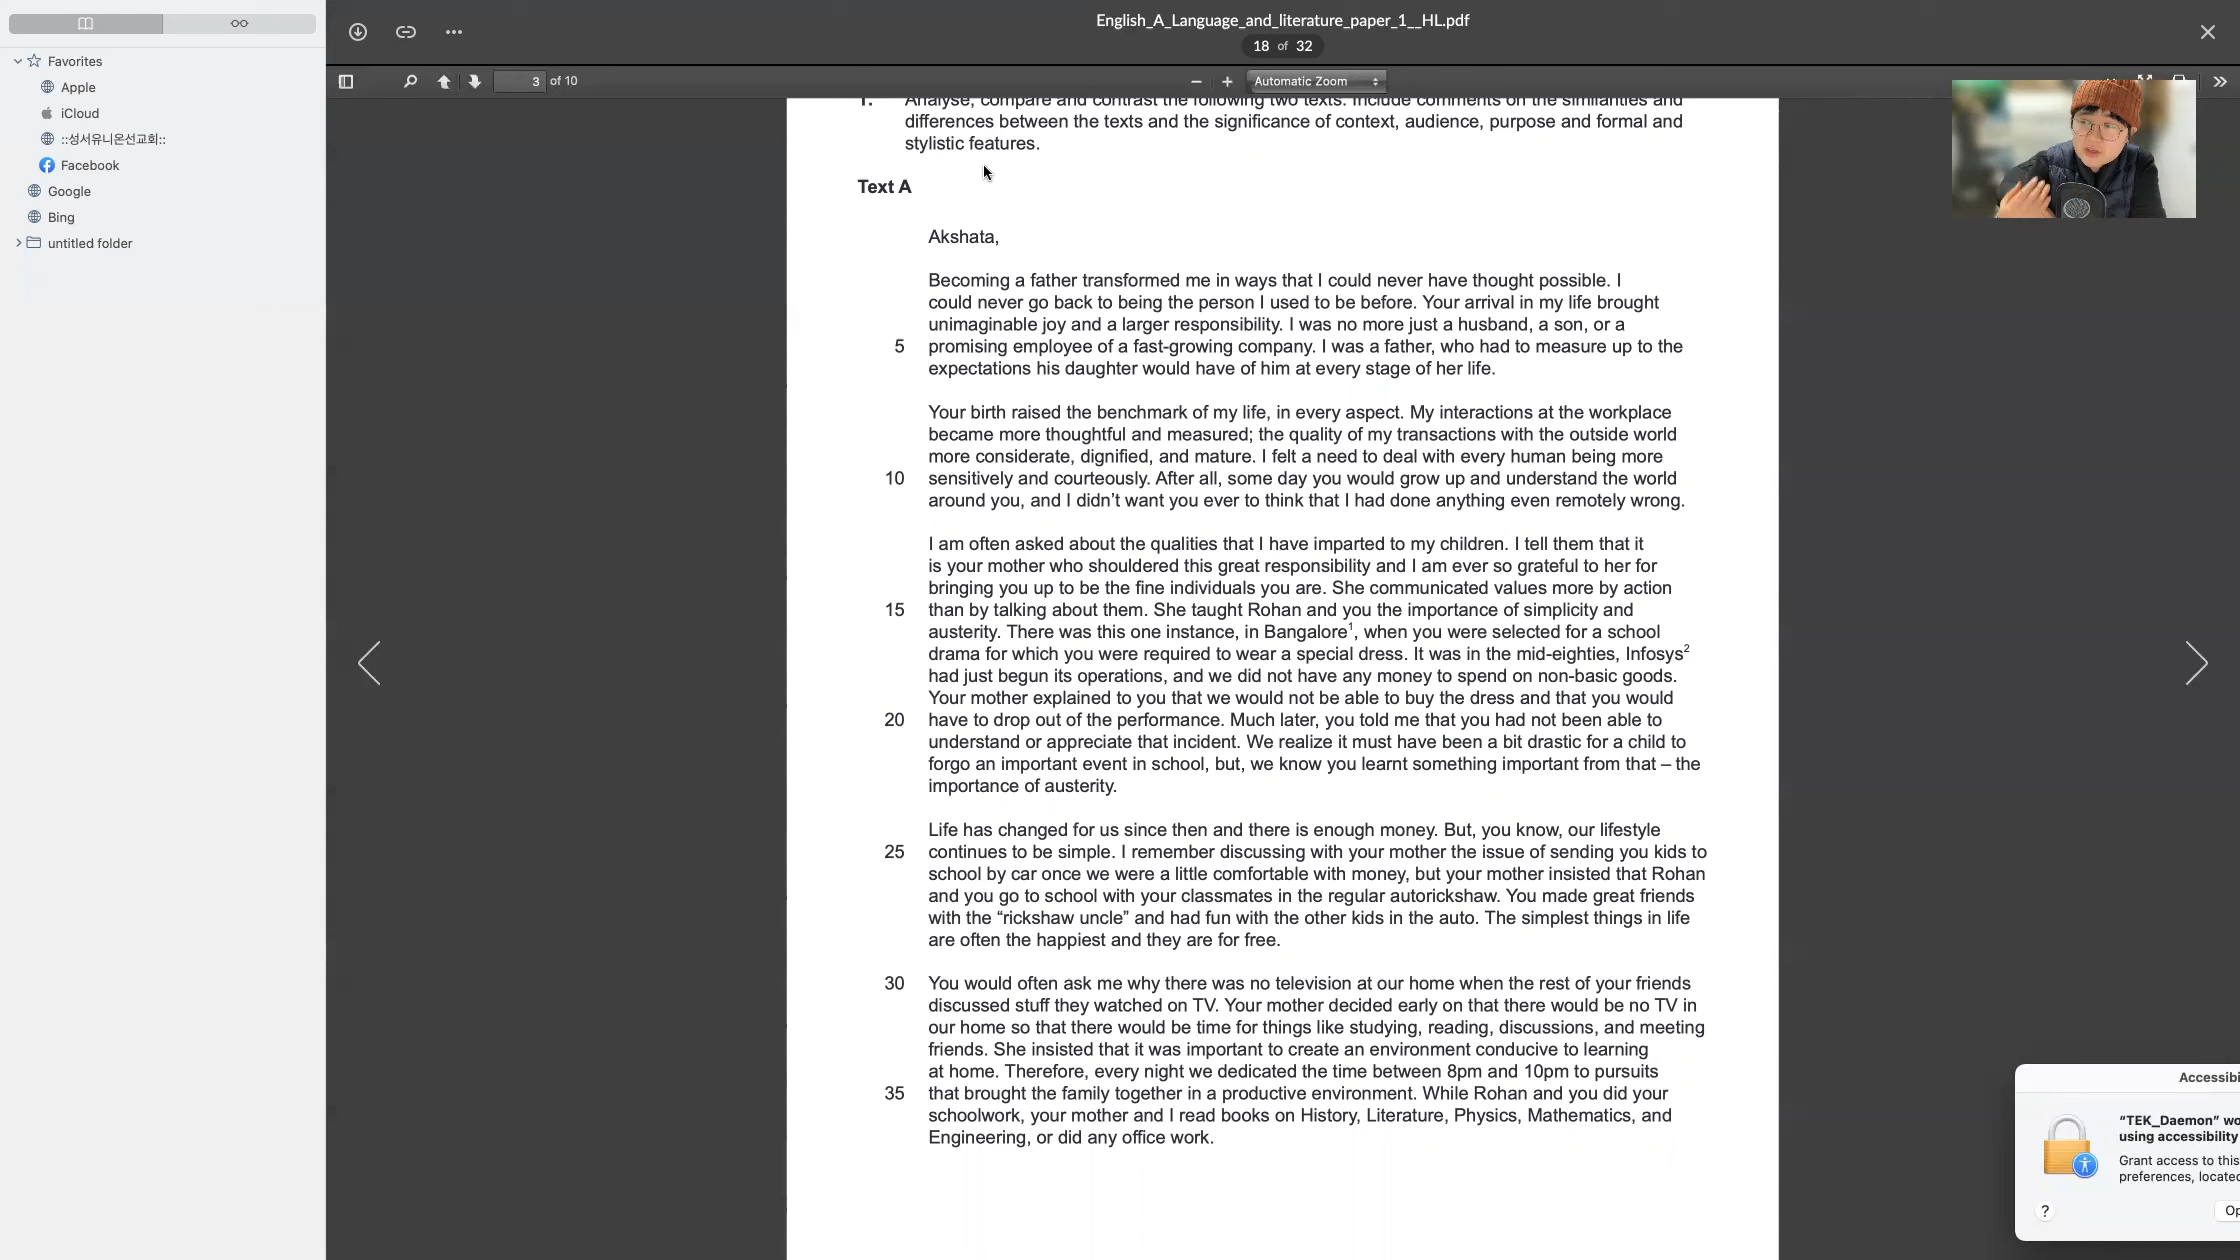 English_A_Language_and_literature_paper_1__HL.pdf
18 of 32
3 of 10
Automatic Zoom
Favorites
Apple
iCloud
::성서유니온선교회::
Facebook
Google
Bing
untitled folder
1. Analyse, compare and contrast the following two texts. Include comments on the similarities and
differences between the texts and the significance of context, audience, purpose and formal and
stylistic features.
Text A
Akshata,
Becoming a father transformed me in ways that I could never have thought possible. I
could never go back to being the person I used to be before. Your arrival in my life brought
unimaginable joy and a larger responsibility. I was no more just a husband, a son, or a
5 promising employee of a fast-growing company. I was a father, who had to measure up to the
expectations his daughter would have of him at every stage of her life.
Your birth raised the benchmark of my life, in every aspect. My interactions at the workplace
became more thoughtful and measured; the quality of my transactions with the outside world
more considerate, dignified, and mature. I felt a need to deal with every human being more
10 sensitively and courteously. After all, some day you would grow up and understand the world
around you, and I didn’t want you ever to think that I had done anything even remotely wrong.
I am often asked about the qualities that I have imparted to my children. I tell them that it
is your mother who shouldered this great responsibility and I am ever so grateful to her for
bringing you up to be the fine individuals you are. She communicated values more by action
15 than by talking about them. She taught Rohan and you the importance of simplicity and
austerity. There was this one instance, in Bangalore1, when you were selected for a school
drama for which you were required to wear a special dress. It was in the mid-eighties, Infosys2
had just begun its operations, and we did not have any money to spend on non-basic goods.
Your mother explained to you that we would not be able to buy the dress and that you would
20 have to drop out of the performance. Much later, you told me that you had not been able to
understand or appreciate that incident. We realize it must have been a bit drastic for a child to
forgo an important event in school, but, we know you learnt something important from that – the
importance of austerity.
Life has changed for us since then and there is enough money. But, you know, our lifestyle
25 continues to be simple. I remember discussing with your mother the issue of sending you kids to
school by car once we were a little comfortable with money, but your mother insisted that Rohan
and you go to school with your classmates in the regular autorickshaw. You made great friends
with the “rickshaw uncle” and had fun with the other kids in the auto. The simplest things in life
are often the happiest and they are for free.
30 You would often ask me why there was no television at our home when the rest of your friends
discussed stuff they watched on TV. Your mother decided early on that there would be no TV in
our home so that there would be time for things like studying, reading, discussions, and meeting
friends. She insisted that it was important to create an environment conducive to learning
at home. Therefore, every night we dedicated the time between 8pm and 10pm to pursuits
35 that brought the family together in a productive environment. While Rohan and you did your
schoolwork, your mother and I read books on History, Literature, Physics, Mathematics, and
Engineering, or did any office work.
Accessibi
“TEK_Daemon” wo
using accessibility
Grant access to this
preferences, located
?
Op